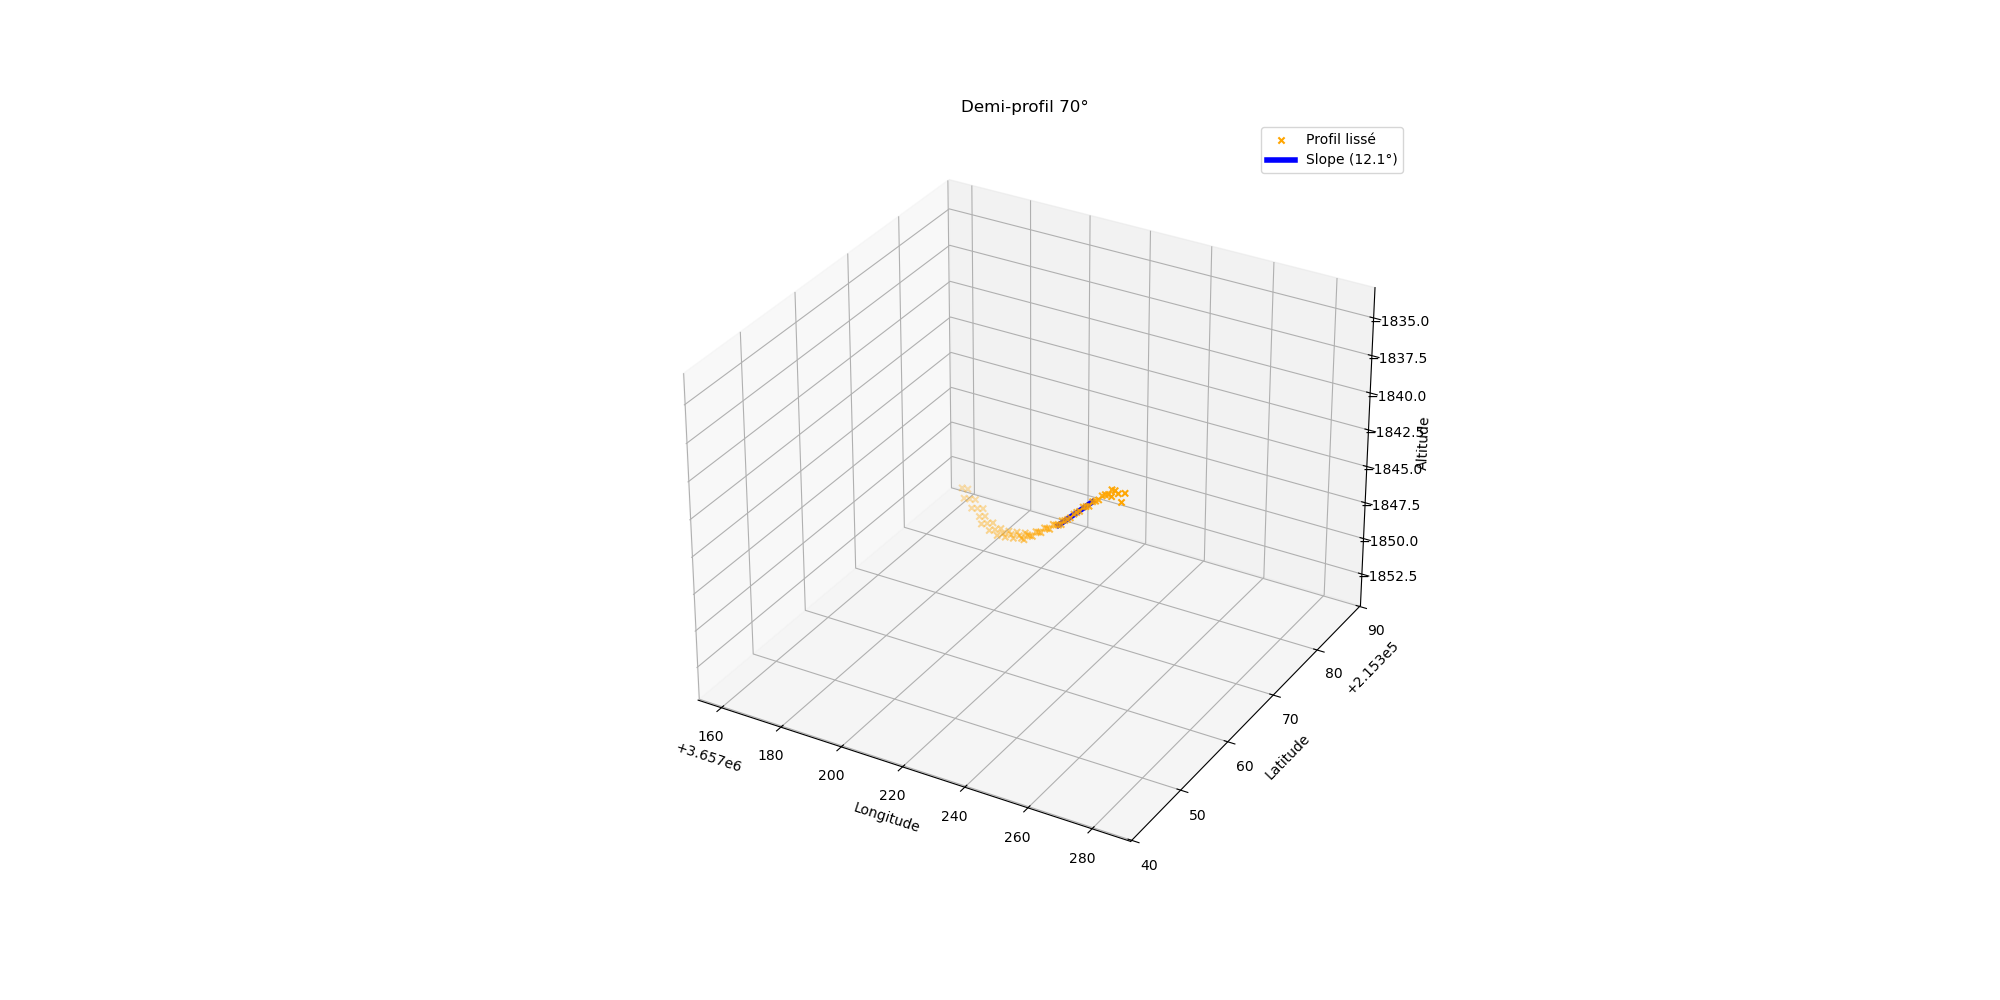 Demi-profil 70°
Profil lissé
Slope (12.1°)
−1835.0
−1837.5
−1840.0
−1842.5
−1845.0
−1847.5
−1850.0
−1852.5
Altitude
90
80
70
60
50
40
+2.153e5
Latitude
160
180
200
220
240
260
280
+3.657e6
Longitude